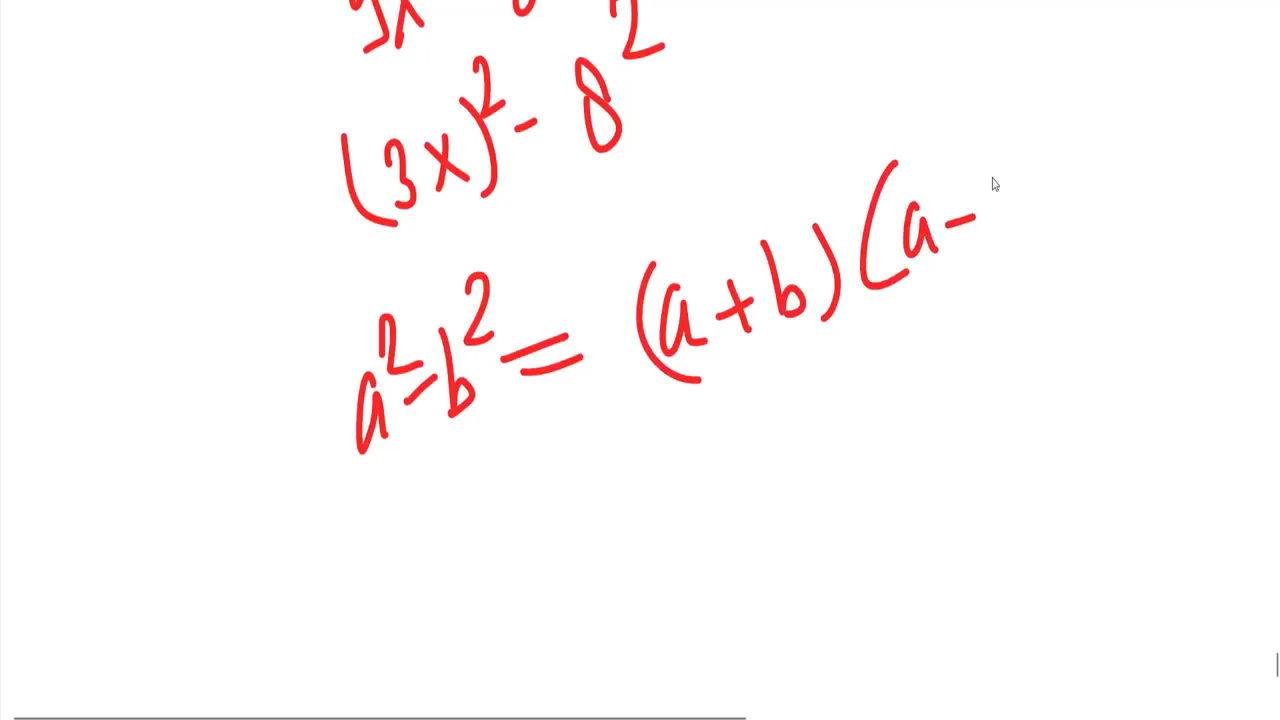 (3x)² - 8²
a² - b² = (a + b) (a -